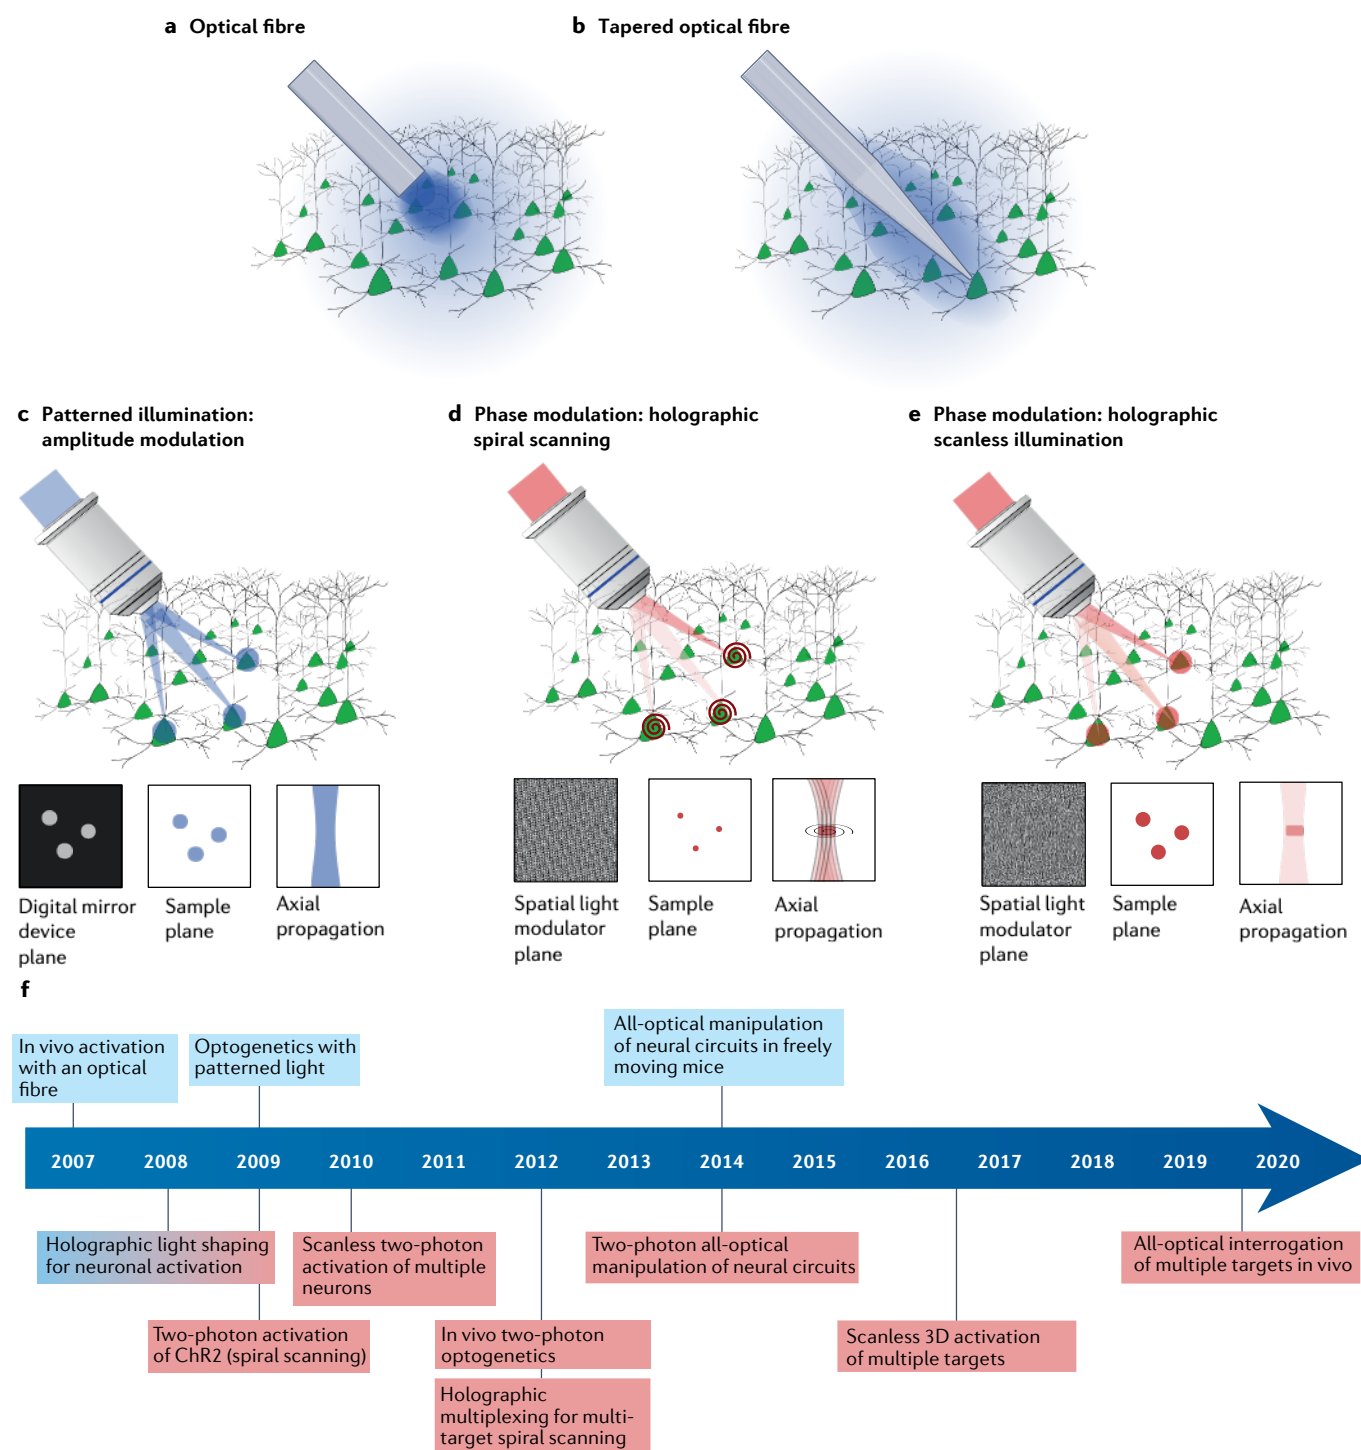 a Optical fibre
b Tapered optical fibre
c Patterned illumination:
amplitude modulation
d Phase modulation: holographic
spiral scanning
e Phase modulation: holographic
scanless illumination
Digital mirror
device
plane
Sample
plane
Axial
propagation
Spatial light
modulator
plane
Sample
plane
Axial
propagation
Spatial light
modulator
plane
Sample
plane
Axial
propagation
f
In vivo activation
with an optical
fibre
Optogenetics with
patterned light
All-optical manipulation
of neural circuits in freely
moving mice
2007 2008 2009 2010 2011 2012 2013 2014 2015 2016 2017 2018 2019 2020
Holographic light shaping
for neuronal activation
Scanless two-photon
activation of multiple
neurons
Two-photon all-optical
manipulation of neural circuits
All-optical interrogation
of multiple targets in vivo
Two-photon activation
of ChR2 (spiral scanning)
In vivo two-photon
optogenetics
Scanless 3D activation
of multiple targets
Holographic
multiplexing for multi-
target spiral scanning